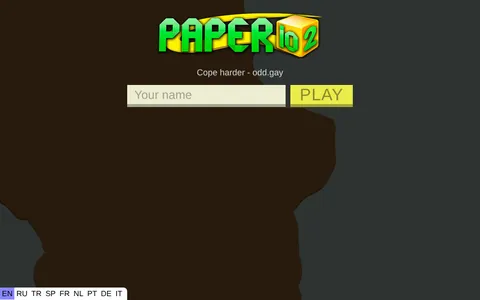 PAPER io 2
Cope harder - odd.gay
Your name PLAY
EN RU TR SP FR NL PT DE IT